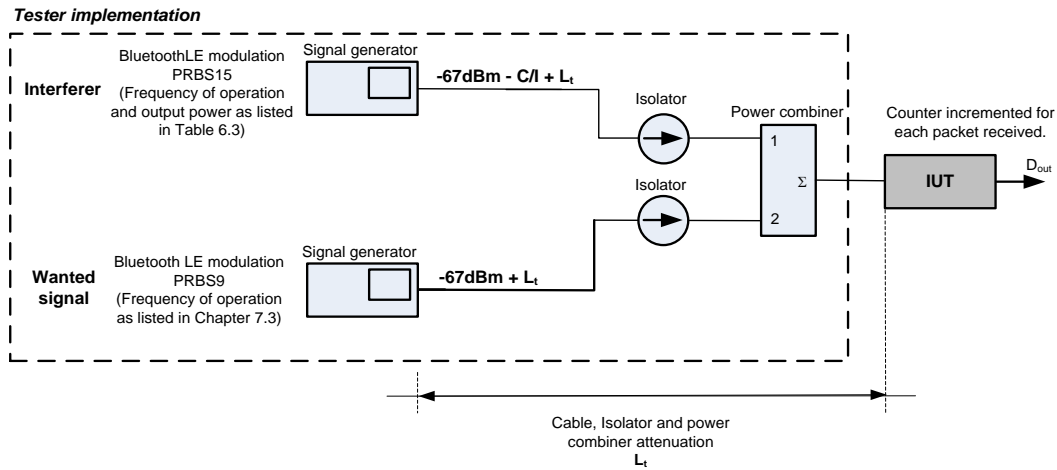 Tester implementation
Interferer
BluetoothLE modulation
PRBS15
(Frequency of operation
and output power as listed
in Table 6.3)
Signal generator
-67dBm - C/I + Lt
Isolator
Power combiner
1
2
Σ
Counter incremented for
each packet received.
IUT
Dout
Isolator
Wanted
signal
Bluetooth LE modulation
PRBS9
(Frequency of operation
as listed in Chapter 7.3)
Signal generator
-67dBm + Lt
Cable, Isolator and power
combiner attenuation
Lt